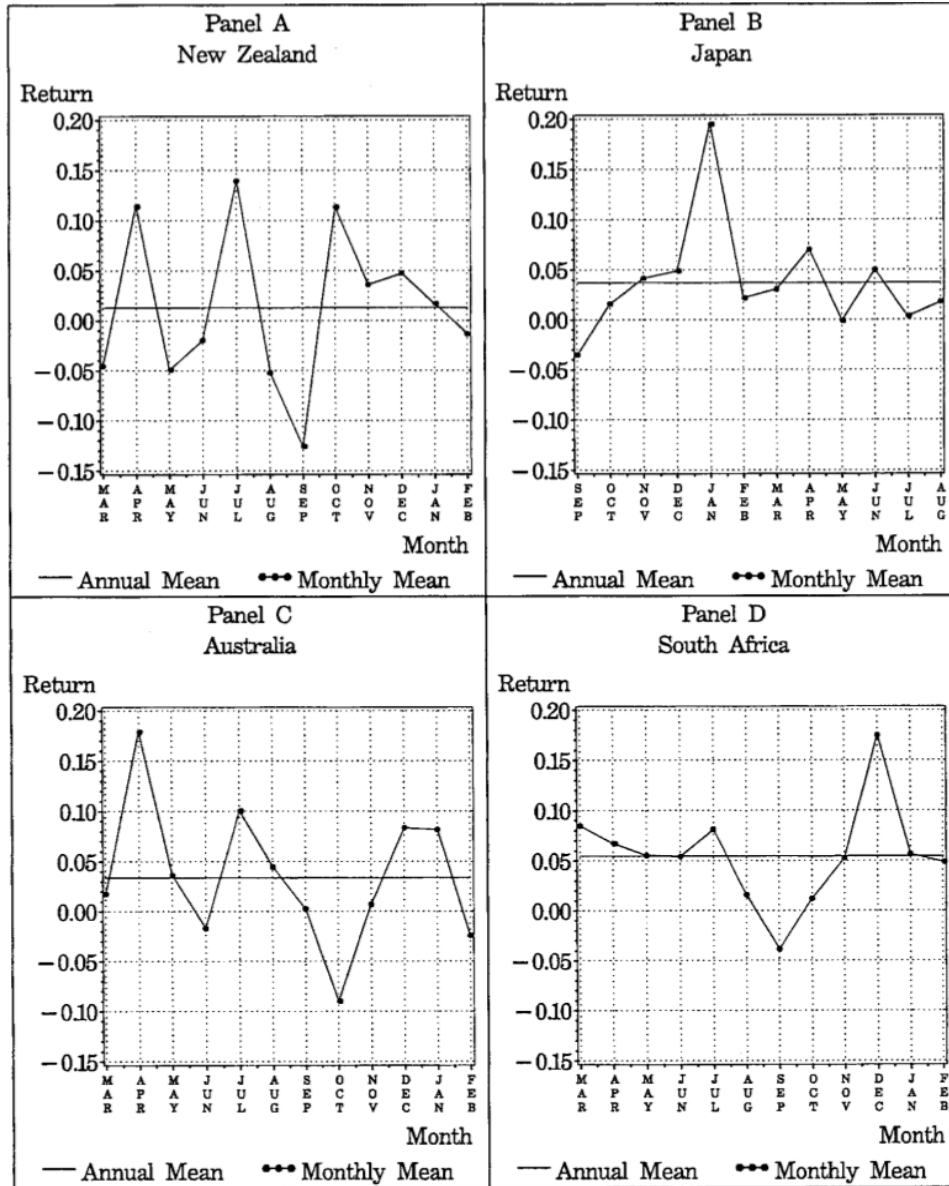 Panel A
New Zealand
Return
0.20
0.15
0.10
0.05
0.00
−0.05
−0.10
−0.15
MAR APR MAY JUN JUL AUG SEP OCT NOV DEC JAN FEB
Month
Annual Mean Monthly Mean
Panel B
Japan
Return
0.20
0.15
0.10
0.05
0.00
−0.05
−0.10
−0.15
SEP OCT NOV DEC JAN FEB MAR APR MAY JUN JUL AUG
Month
Annual Mean Monthly Mean
Panel C
Australia
Return
0.20
0.15
0.10
0.05
0.00
−0.05
−0.10
−0.15
MAR APR MAY JUN JUL AUG SEP OCT NOV DEC JAN FEB
Month
Annual Mean Monthly Mean
Panel D
South Africa
Return
0.20
0.15
0.10
0.05
0.00
−0.05
−0.10
−0.15
MAR APR MAY JUN JUL AUG SEP OCT NOV DEC JAN FEB
Month
Annual Mean Monthly Mean